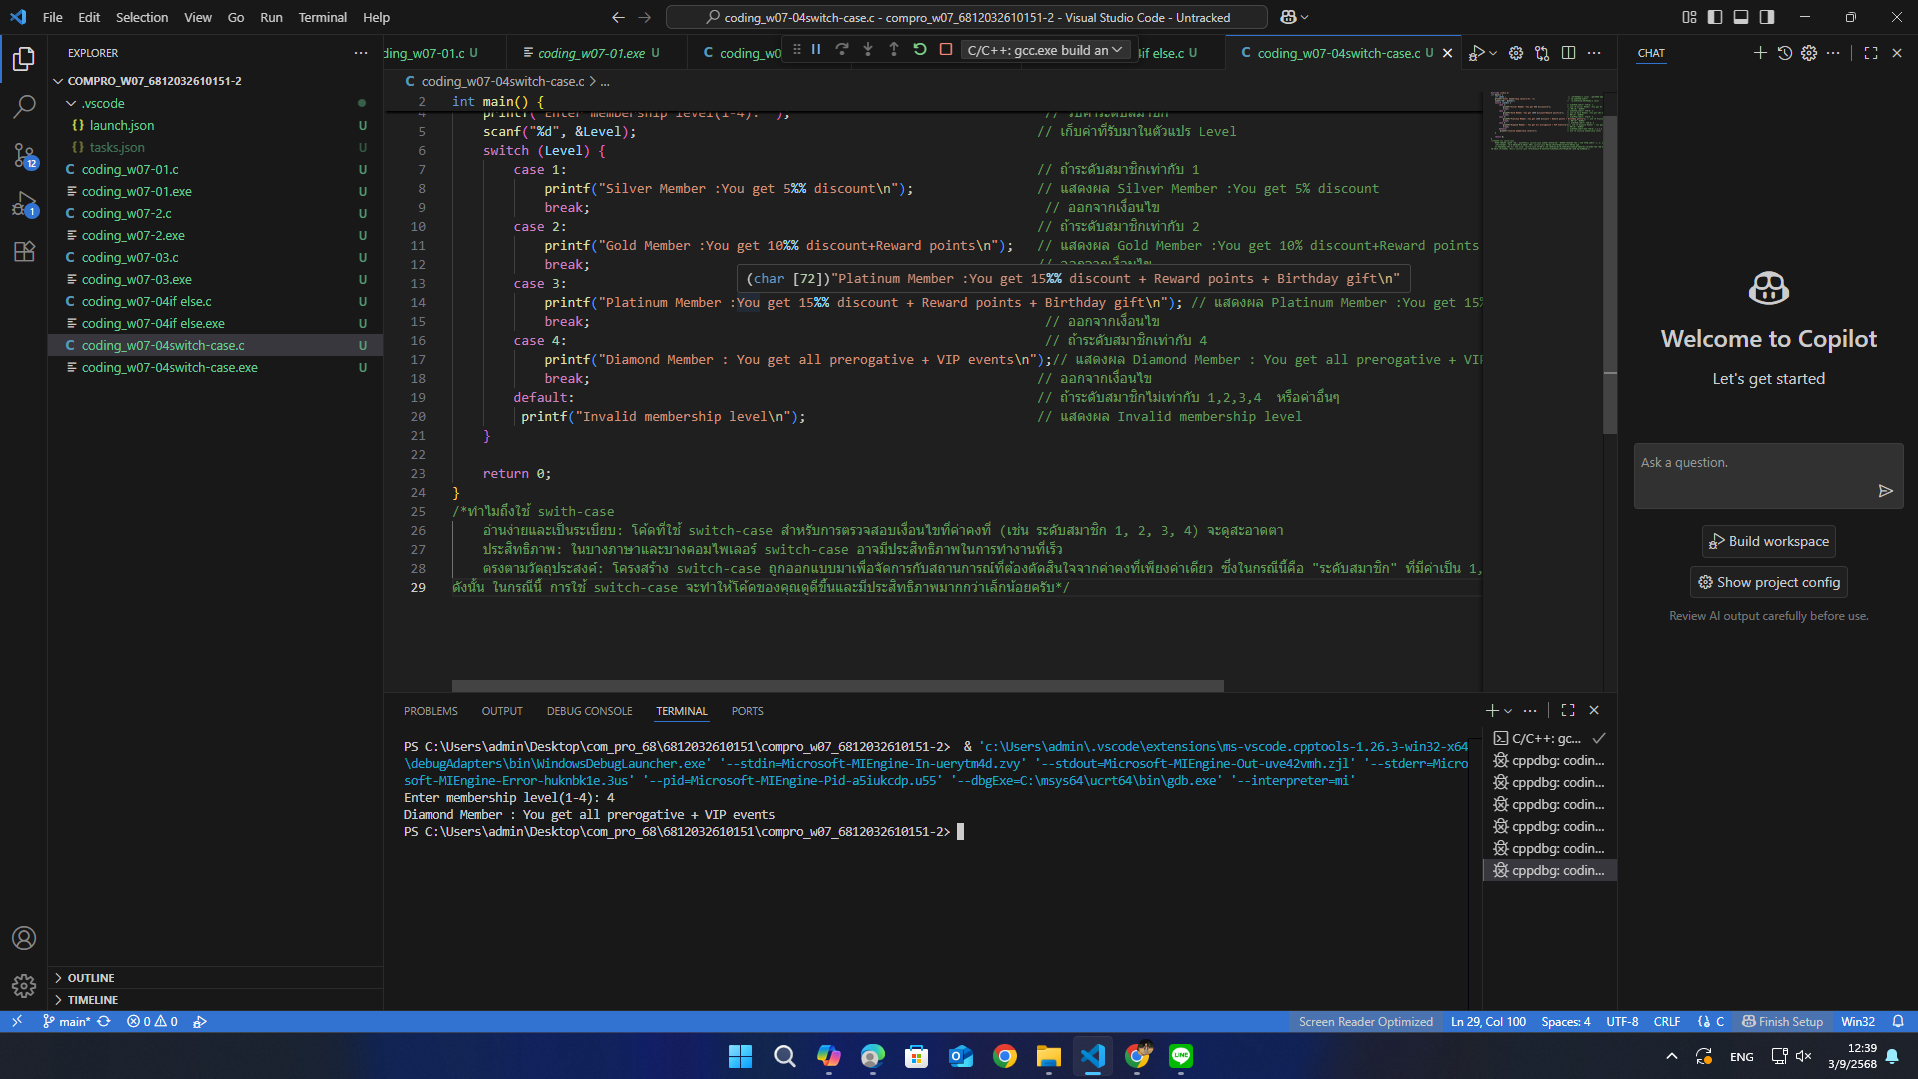 File Edit Selection View Go Run Terminal Help
coding_w07-04switch-case.c - compro_w07_6812032610151-2 - Visual Studio Code - Untracked
EXPLORER
COMPRO_W07_6812032610151-2
.vscode
launch.json U
tasks.json U
C coding_w07-01.c U
coding_w07-01.exe U
C coding_w07-2.c U
coding_w07-2.exe U
C coding_w07-03.c U
coding_w07-03.exe U
C coding_w07-04if else.c U
coding_w07-04if else.exe U
C coding_w07-04switch-case.c U
coding_w07-04switch-case.exe U
OUTLINE
TIMELINE
12
1
ding_w07-01.c U
coding_w07-01.exe U
C coding_w0
C/C++: gcc.exe build an
if else.c U
C coding_w07-04switch-case.c U
C coding_w07-04switch-case.c > ...
2 int main() {
4 printf("Enter membership level(1-4): "); // รับค่าระดับสมาชิก
5 scanf("%d", &Level); // เก็บค่าที่รับมาในตัวแปร Level
6 switch (Level) {
7 case 1: // ถ้าระดับสมาชิกเท่ากับ 1
8 printf("Silver Member :You get 5%% discount\n"); // แสดงผล Silver Member :You get 5% discount
9 break; // ออกจากเงื่อนไข
10 case 2: // ถ้าระดับสมาชิกเท่ากับ 2
11 printf("Gold Member :You get 10%% discount+Reward points\n"); // แสดงผล Gold Member :You get 10% discount+Reward points
12 break; // ออกจากเงื่อนไข
(char [72])"Platinum Member :You get 15%% discount + Reward points + Birthday gift\n"
13 case 3:
14 printf("Platinum Member :You get 15%% discount + Reward points + Birthday gift\n"); // แสดงผล Platinum Member :You get 15%
15 break; // ออกจากเงื่อนไข
16 case 4: // ถ้าระดับสมาชิกเท่ากับ 4
17 printf("Diamond Member : You get all prerogative + VIP events\n");// แสดงผล Diamond Member : You get all prerogative + VIP
18 break; // ออกจากเงื่อนไข
19 default: // ถ้าระดับสมาชิกไม่เท่ากับ 1,2,3,4 หรือค่าอื่นๆ
20 printf("Invalid membership level\n"); // แสดงผล Invalid membership level
21 }
22
23 return 0;
24 }
25 /*ทำไมถึงใช้ swith-case
26 อ่านง่ายและเป็นระเบียบ: โค้ดที่ใช้ switch-case สำหรับการตรวจสอบเงื่อนไขที่ค่าคงที่ (เช่น ระดับสมาชิก 1, 2, 3, 4) จะดูสะอาดตา
27 ประสิทธิภาพ: ในบางภาษาและบางคอมไพเลอร์ switch-case อาจมีประสิทธิภาพในการทำงานที่เร็ว
28 ตรงตามวัตถุประสงค์: โครงสร้าง switch-case ถูกออกแบบมาเพื่อจัดการกับสถานการณ์ที่ต้องตัดสินใจจากค่าคงที่เพียงค่าเดียว ซึ่งในกรณีนี้คือ "ระดับสมาชิก" ที่มีค่าเป็น 1,
29 ดังนั้น ในกรณีนี้ การใช้ switch-case จะทำให้โค้ดของคุณดูดีขึ้นและมีประสิทธิภาพมากกว่าเล็กน้อยครับ*/
PROBLEMS OUTPUT DEBUG CONSOLE TERMINAL PORTS
PS C:\Users\admin\Desktop\com_pro_68\6812032610151\compro_w07_6812032610151-2> & 'c:\Users\admin\.vscode\extensions\ms-vscode.cpptools-1.26.3-win32-x64
\debugAdapters\bin\WindowsDebugLauncher.exe' '--stdin=Microsoft-MIEngine-In-uerytm4d.zvy' '--stdout=Microsoft-MIEngine-Out-uve42vmh.zjl' '--stderr=Micro
soft-MIEngine-Error-huknbk1e.3us' '--pid=Microsoft-MIEngine-Pid-a5iukcdp.u55' '--dbgExe=C:\msys64\ucrt64\bin\gdb.exe' '--interpreter=mi'
Enter membership level(1-4): 4
Diamond Member : You get all prerogative + VIP events
PS C:\Users\admin\Desktop\com_pro_68\6812032610151\compro_w07_6812032610151-2>
C/C++: gc...
cppdbg: codin...
cppdbg: codin...
cppdbg: codin...
cppdbg: codin...
cppdbg: codin...
cppdbg: codin...
CHAT
Welcome to Copilot
Let's get started
Ask a question.
Build workspace
Show project config
Review AI output carefully before use.
main* 0 0
Screen Reader Optimized Ln 29, Col 100 Spaces: 4 UTF-8 CRLF {} C Finish Setup Win32
ENG
12:39
3/9/2568